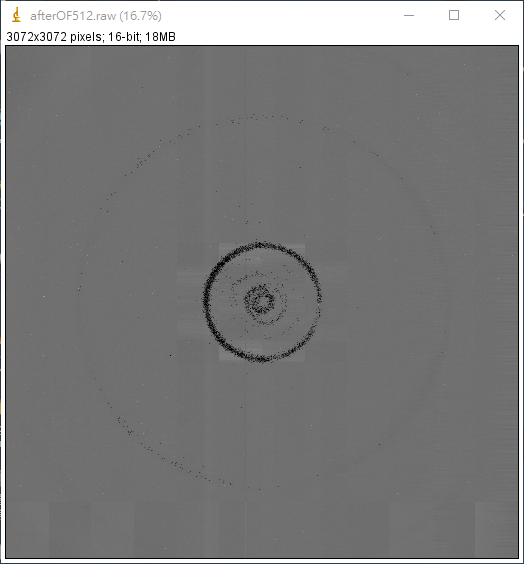 afterOF512.raw (16.7%)
3072x3072 pixels; 16-bit; 18MB